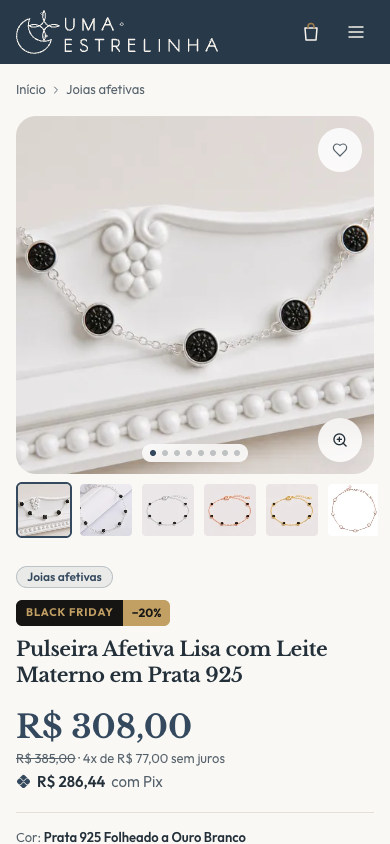 UMA
ESTRELINHA
Início › Joias afetivas
Joias afetivas
BLACK FRIDAY −20%
Pulseira Afetiva Lisa com Leite
Materno em Prata 925
R$ 308,00
R$ 385,00 · 4x de R$ 77,00 sem juros
R$ 286,44 com Pix
Cor: Prata 925 Folheado a Ouro Branco